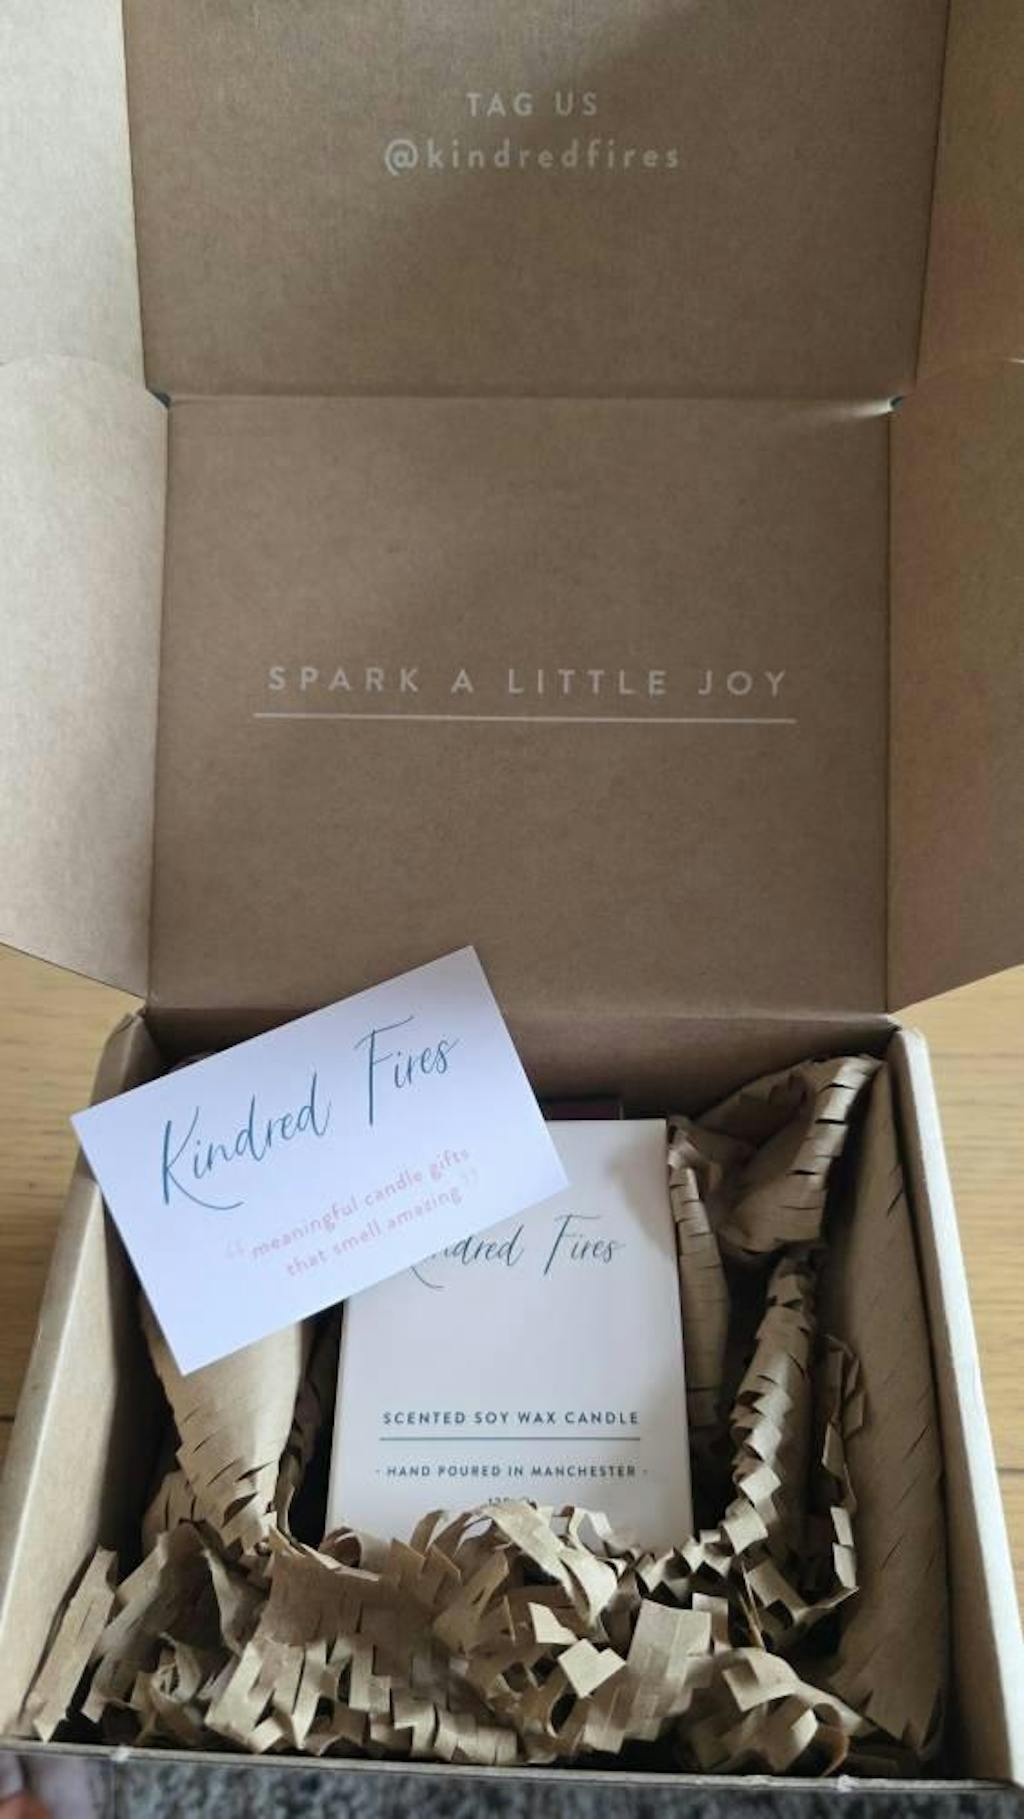 TAG US
@kindredfires
SPARK A LITTLE JOY
Kindred Fires
“ meaningful candle gifts
that smell amazing ”
Fires
SCENTED SOY WAX CANDLE
- HAND POURED IN MANCHESTER -